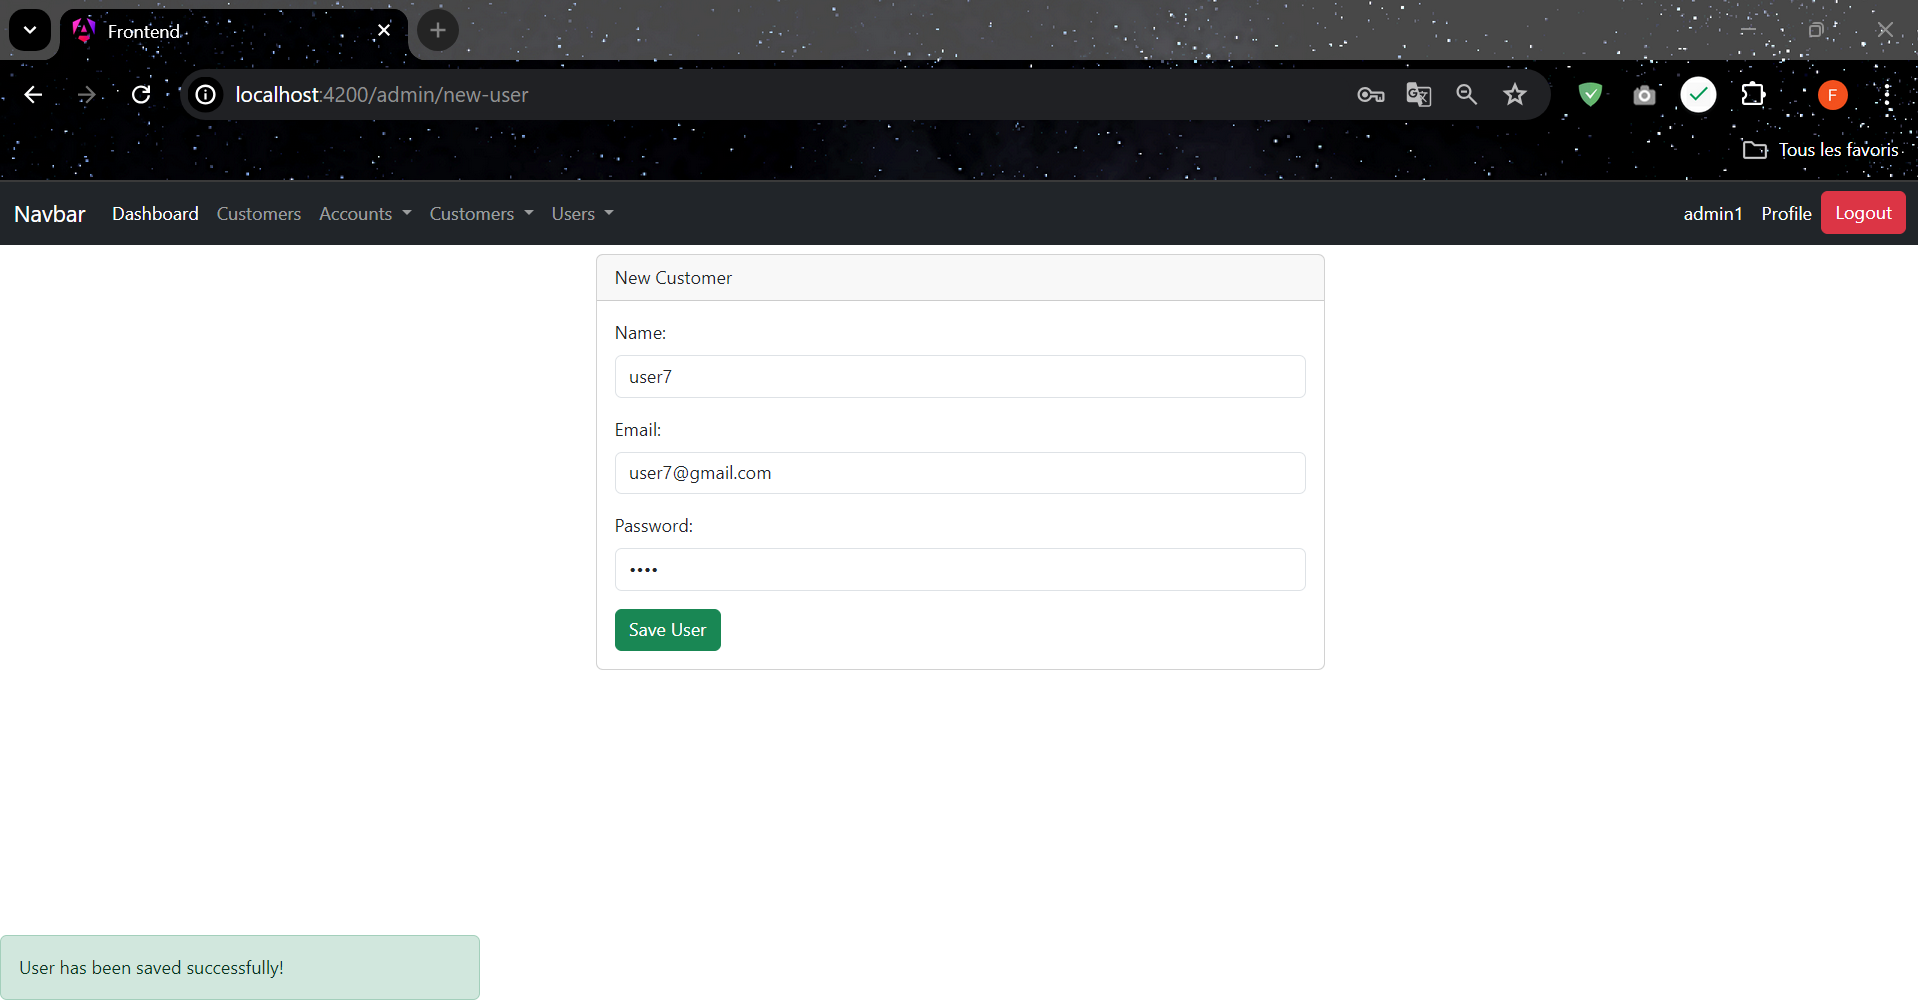 Frontend
localhost:4200/admin/new-user
F
Tous les favoris
Navbar Dashboard Customers Accounts Customers Users admin1 Profile Logout
New Customer
Name:
user7
Email:
user7@gmail.com
Password:
••••
Save User
User has been saved successfully!